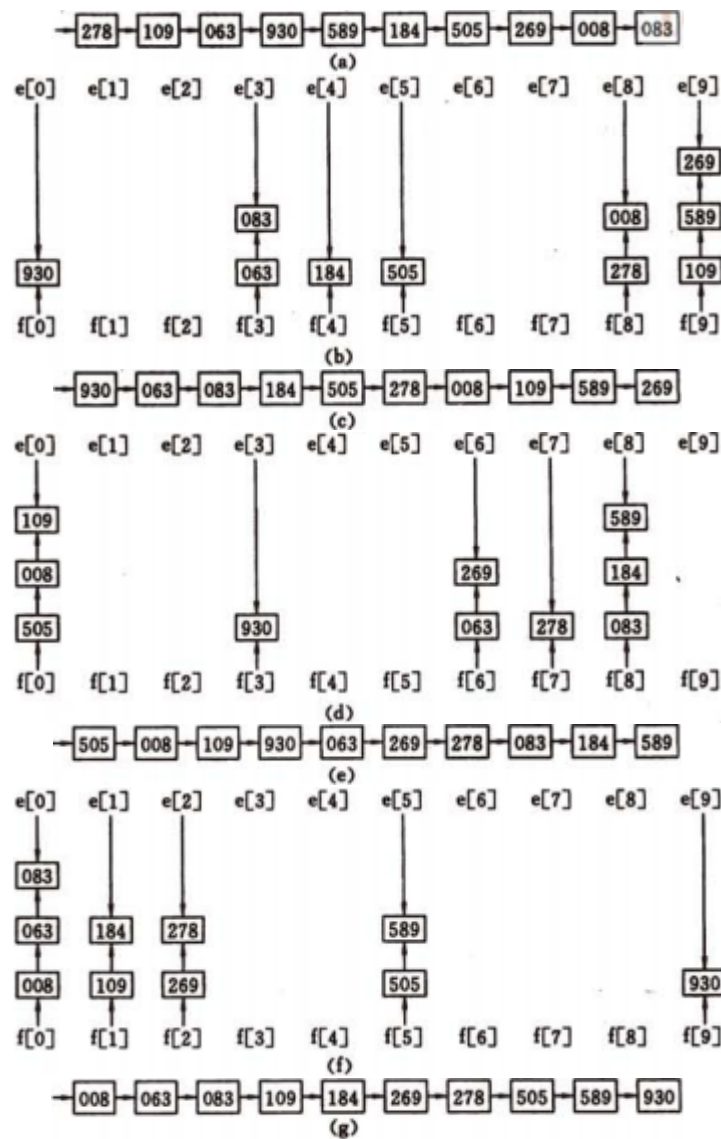 278 109 063 930 589 184 505 269 008 083
(a)
e[0] e[1] e[2] e[3] e[4] e[5] e[6] e[7] e[8] e[9]
269
083 008 589
930 063 184 505 278 109
f[0] f[1] f[2] f[3] f[4] f[5] f[6] f[7] f[8] f[9]
(b)
930 063 083 184 505 278 008 109 589 269
(c)
e[0] e[1] e[2] e[3] e[4] e[5] e[6] e[7] e[8] e[9]
109 589
008 269 184
505 930 063 278 083
f[0] f[1] f[2] f[3] f[4] f[5] f[6] f[7] f[8] f[9]
(d)
505 008 109 930 063 269 278 083 184 589
(e)
e[0] e[1] e[2] e[3] e[4] e[5] e[6] e[7] e[8] e[9]
083
063 184 278 589
008 109 269 505 930
f[0] f[1] f[2] f[3] f[4] f[5] f[6] f[7] f[8] f[9]
(f)
008 063 083 109 184 269 278 505 589 930
(g)